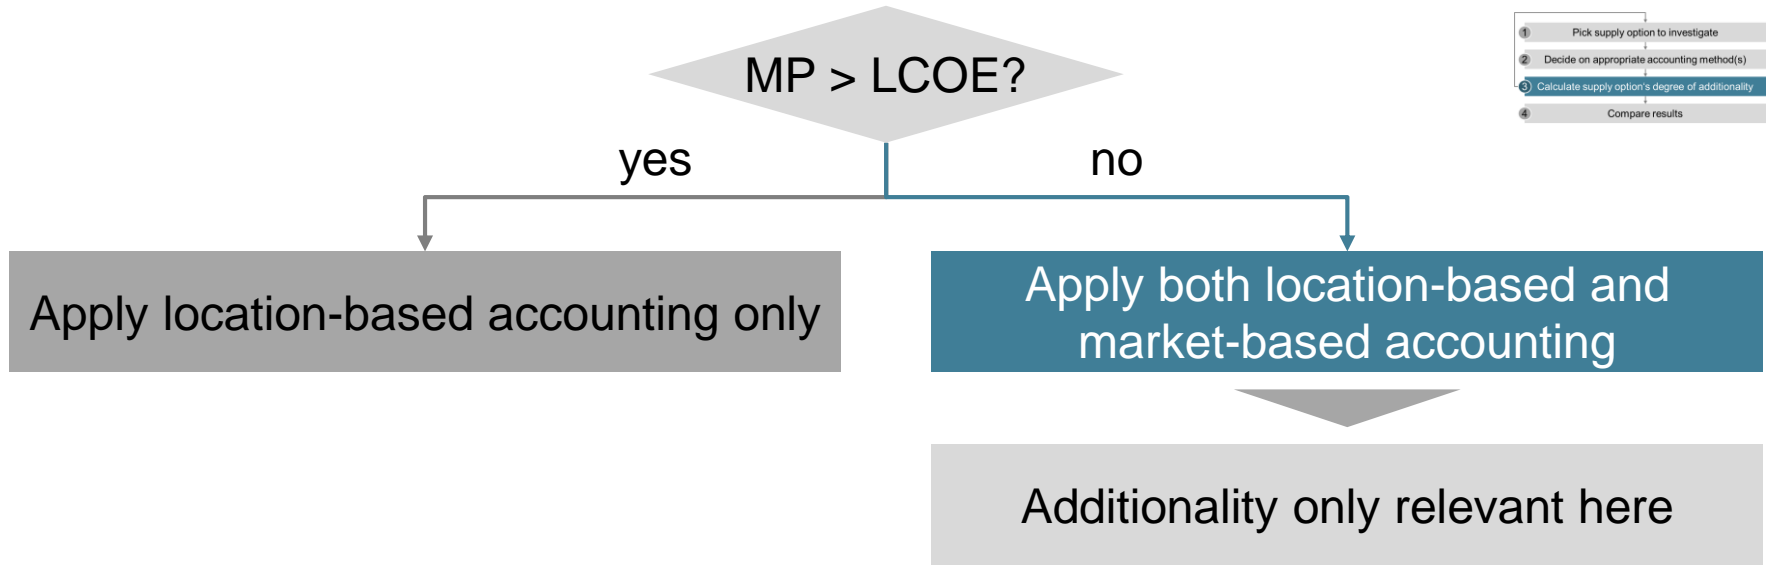 MP > LCOE?
1 Pick supply option to investigate
2 Decide on appropriate accounting method(s)
3 Calculate supply option's degree of additionality
4 Compare results
yes
no
Apply location-based accounting only
Apply both location-based and
market-based accounting
Additionality only relevant here